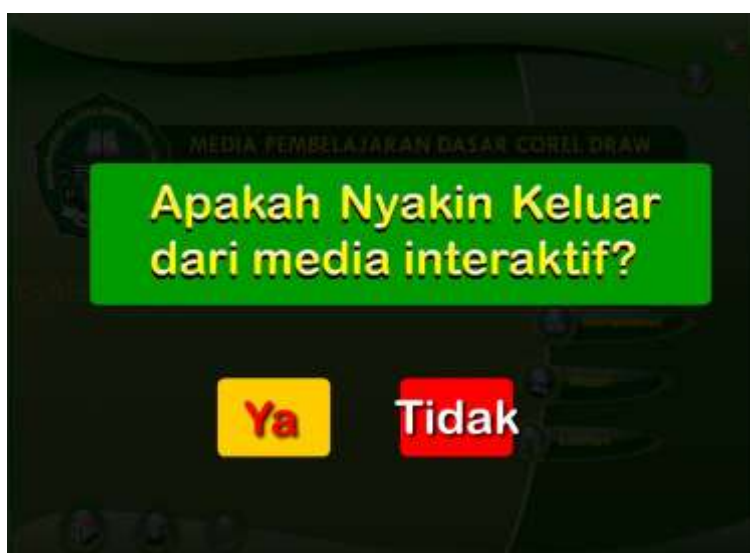 MEDIA PEMBELAJARAN DASAR COREL DRAW
Apakah Nyakin Keluar
dari media interaktif?
Ya
Tidak